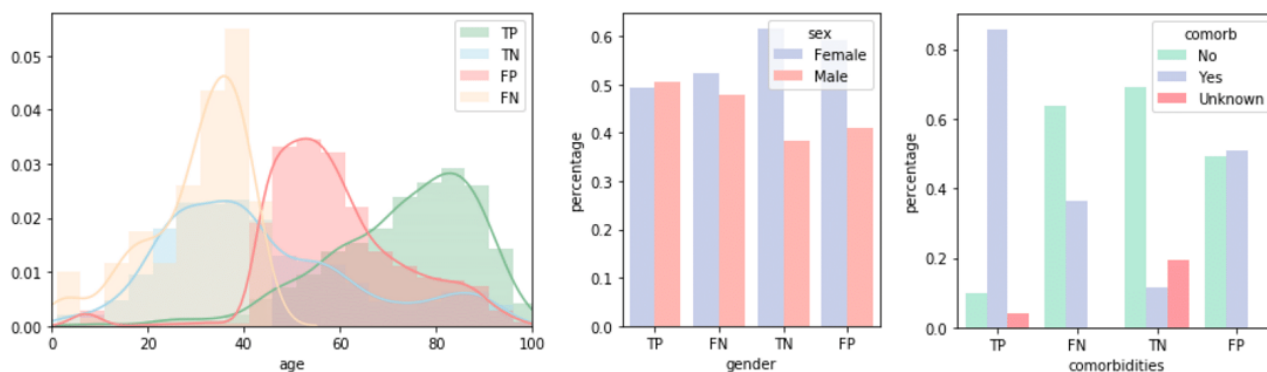 0.05
0.04
0.03
0.02
0.01
0.00
0 20 40 60 80 100
age
TP
TN
FP
FN
percentage
0.6
0.5
0.4
0.3
0.2
0.1
0.0
sex
Female
Male
TP FN TN FP
gender
percentage
0.8
0.6
0.4
0.2
0.0
comorb
No
Yes
Unknown
TP FN TN FP
comorbidities